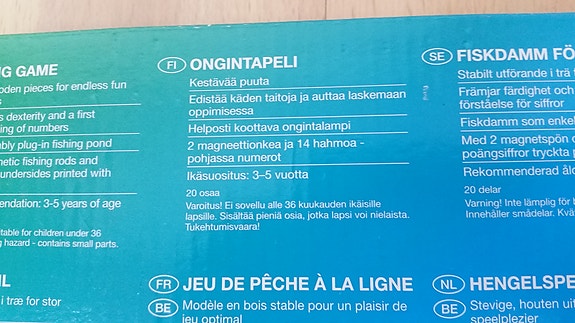 NG GAME
oden pieces for endless fun
s
s dexterity and a first
ing of numbers
bly plug-in fishing pond
netic fishing rods and
undersides printed with
endation: 3-5 years of age
itable for children under 36
g hazard - contains small parts.
FI ONGINTAPELI
Kestävää puuta
Edistää käden taitoja ja auttaa laskemaan
oppimisessa
Helposti koottava ongintalampi
2 magneettionkea ja 14 hahmoa -
pohjassa numerot
Ikäsuositus: 3–5 vuotta
20 osaa
Varoitus! Ei sovellu alle 36 kuukauden ikäisille
lapsille. Sisältää pieniä osia, jotka lapsi voi nielaista.
Tukehtumisvaara!
SE FISKDAMM FÖ
Stabilt utförande i trä f
Främjar färdighet och
förståelse för siffror
Fiskdamm som enkel
Med 2 magnetspön o
poängsiffror tryckta p
Rekommenderad åld
20 delar
Varning! Inte lämplig för b
Innehåller smådelar. Kvä
IL
i træ for stor
FR JEU DE PÊCHE À LA LIGNE
BE Modèle en bois stable pour un plaisir de
jeu optimal
NL HENGELSPE
BE Stevige, houten uit
speelplezier